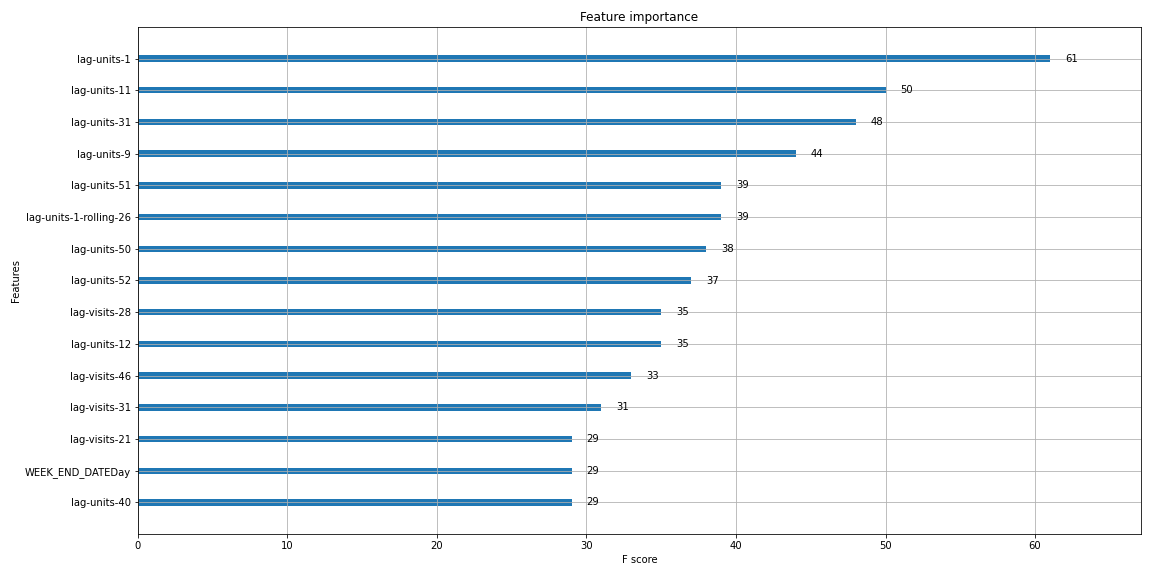 Feature importance
Features
lag-units-1 61
lag-units-11 50
lag-units-31 48
lag-units-9 44
lag-units-51 39
lag-units-1-rolling-26 39
lag-units-50 38
lag-units-52 37
lag-visits-28 35
lag-units-12 35
lag-visits-46 33
lag-visits-31 31
lag-visits-21 29
WEEK_END_DATEDay 29
lag-units-40 29
0 10 20 30 40 50 60
F score